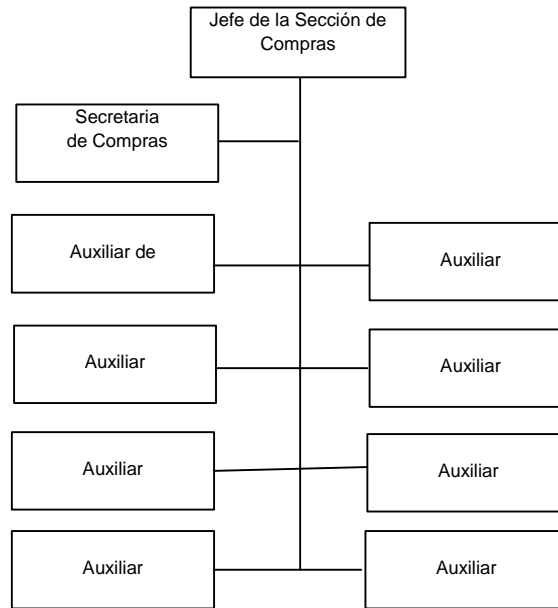 Jefe de la Sección de
Compras
Secretaria
de Compras
Auxiliar de
Auxiliar
Auxiliar
Auxiliar
Auxiliar
Auxiliar
Auxiliar
Auxiliar